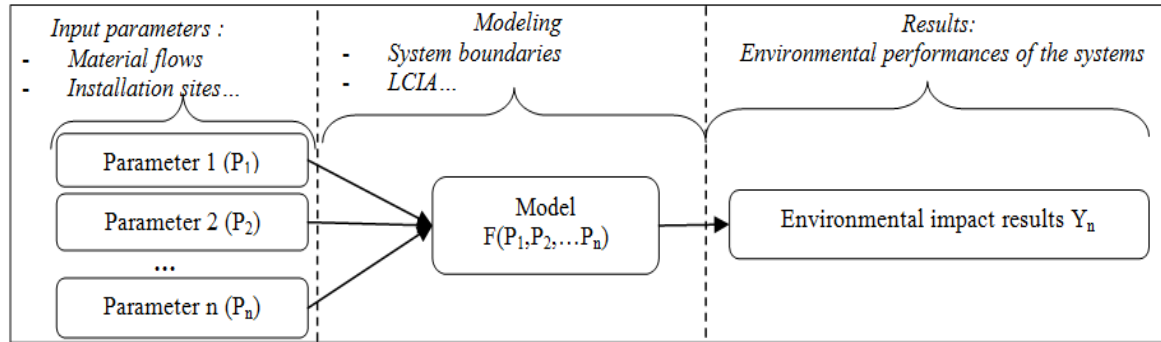 Input parameters :
- Material flows
- Installation sites…
Parameter 1 (P₁)
Parameter 2 (P₂)
...
Parameter n (Pₙ)
Modeling
- System boundaries
- LCIA…
Model
F(P₁,P₂,…Pₙ)
Results:
Environmental performances of the systems
Environmental impact results Yₙ